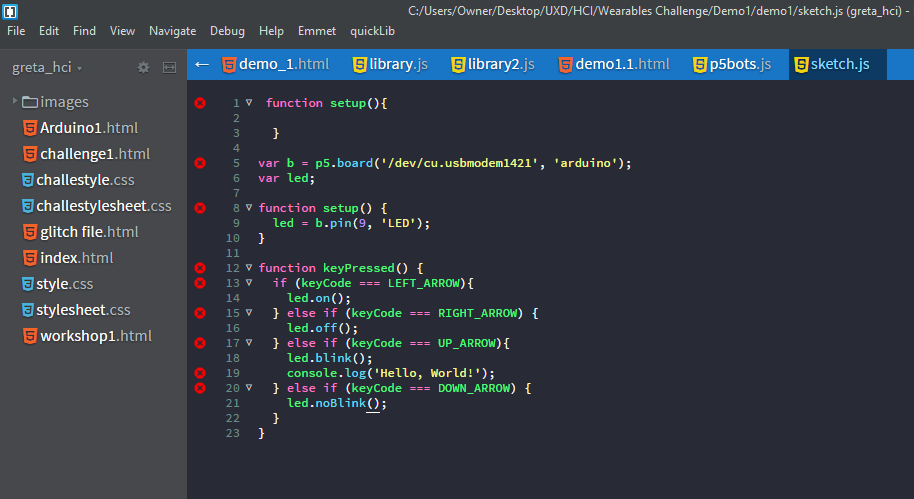 C:/Users/Owner/Desktop/UXD/HCI/Wearables Challenge/Demo1/demo1/sketch.js (greta_hci) -
File Edit Find View Navigate Debug Help Emmet quickLib
greta_hci
demo_1.html library.js library2.js demo1.1.html p5bots.js sketch.js
images
Arduino1.html
challenge1.html
challestyle.css
challestylesheet.css
glitch file.html
index.html
style.css
stylesheet.css
workshop1.html
1 function setup(){
2
3 }
4
5 var b = p5.board('/dev/cu.usbmodem1421', 'arduino');
6 var led;
7
8 function setup() {
9 led = b.pin(9, 'LED');
10 }
11
12 function keyPressed() {
13 if (keyCode === LEFT_ARROW){
14 led.on();
15 } else if (keyCode === RIGHT_ARROW) {
16 led.off();
17 } else if (keyCode === UP_ARROW){
18 led.blink();
19 console.log('Hello, World!');
20 } else if (keyCode === DOWN_ARROW) {
21 led.noBlink();
22 }
23 }